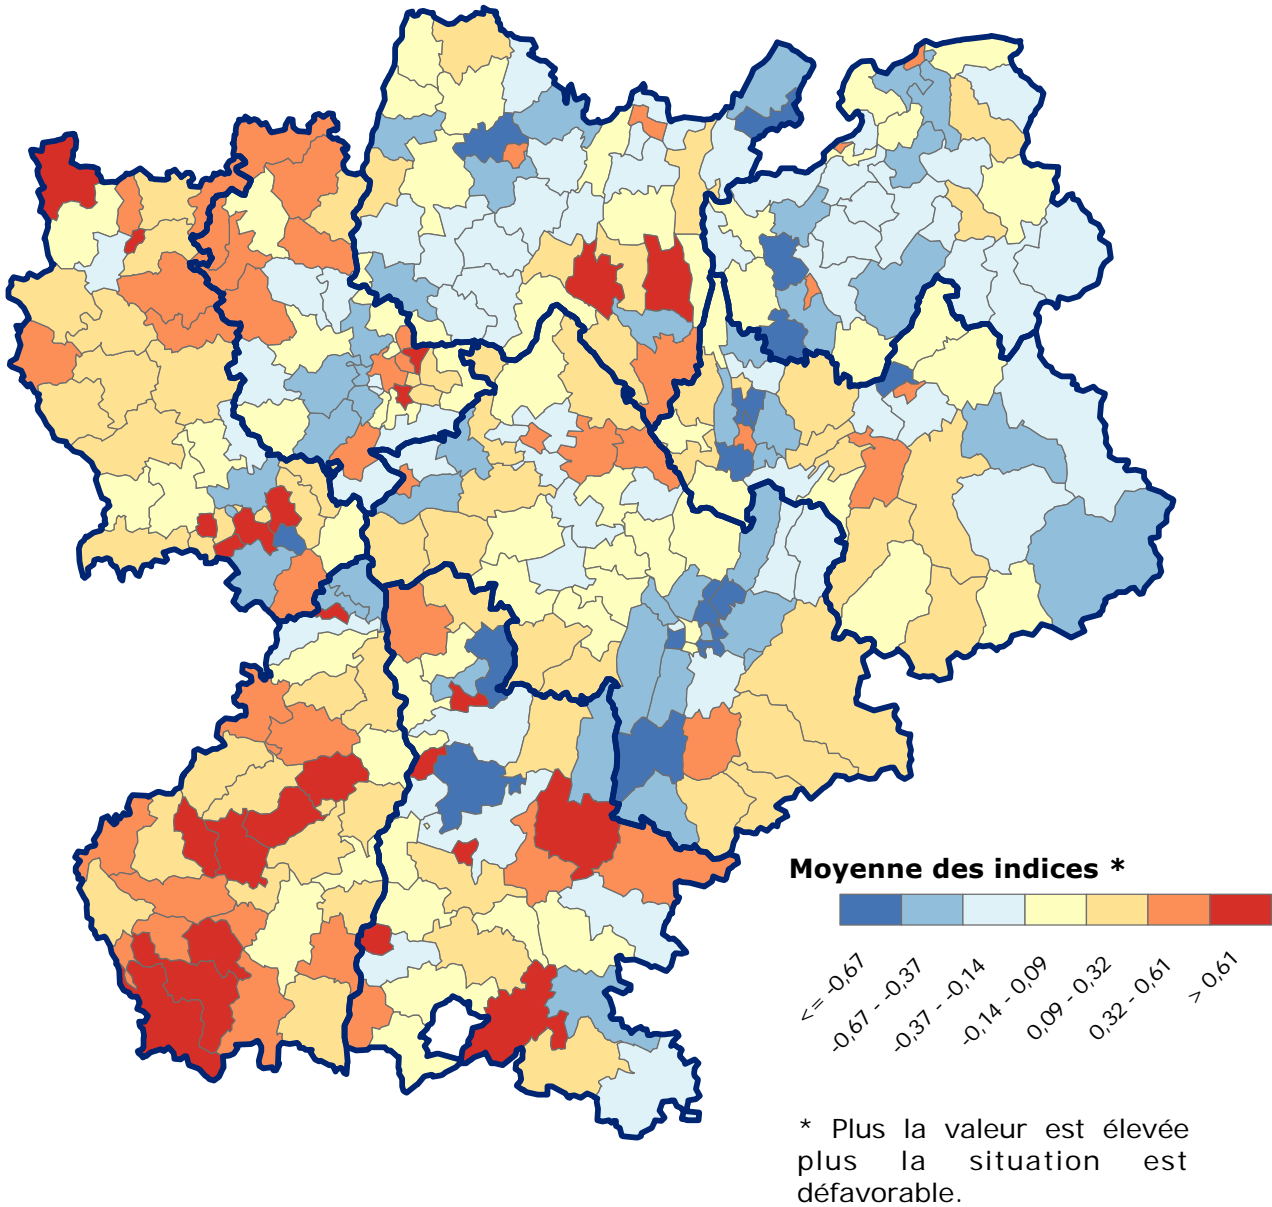 Moyenne des indices *
<= -0,67
-0,67 - -0,37
-0,37 - -0,14
-0,14 - 0,09
0,09 - 0,32
0,32 - 0,61
> 0,61
* Plus la valeur est élevée
plus la situation est
défavorable.